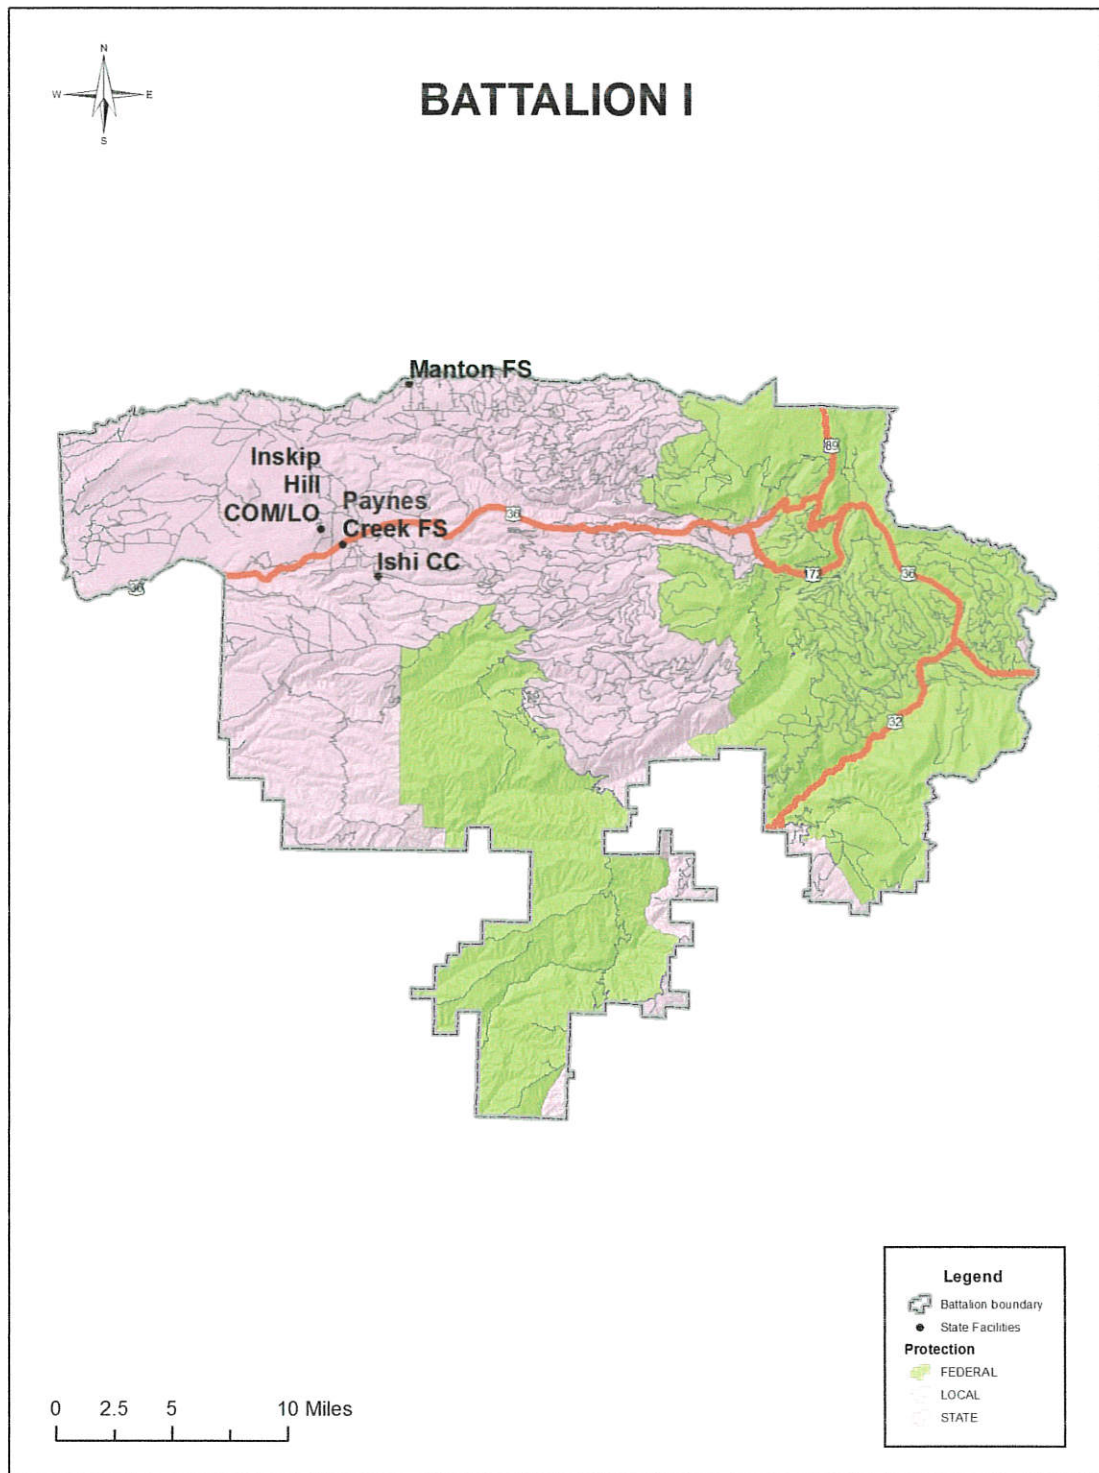 N
W E
S
BATTALION I
Manton FS
89
Inskip
Hill
COM/LO
Paynes
Creek FS
36
Ishi CC
36
172
36
32
Legend
Battalion boundary
State Facilities
Protection
FEDERAL
LOCAL
STATE
0 2.5 5 10 Miles